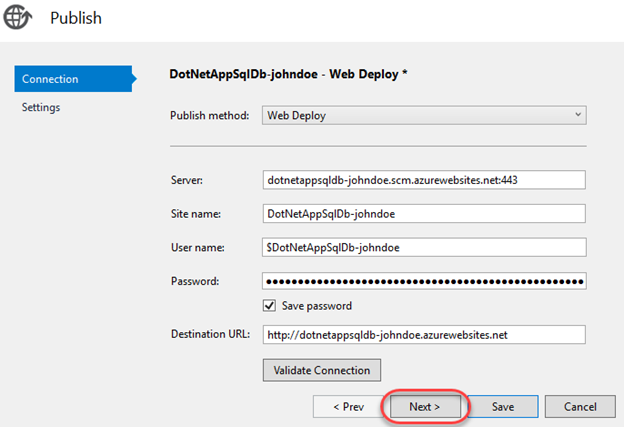 Publish
Connection
Settings
DotNetAppSqlDb-johndoe - Web Deploy *
Publish method: Web Deploy
Server: dotnetappsqldb-johndoe.scm.azurewebsites.net:443
Site name: DotNetAppSqlDb-johndoe
User name: $DotNetAppSqlDb-johndoe
Password: ●●●●●●●●●●●●●●●●●●●●●●●●●●●●●●●●●●●●●●●●●●●●●●●●●●●●
Save password
Destination URL: http://dotnetappsqldb-johndoe.azurewebsites.net
Validate Connection
< Prev Next > Save Cancel